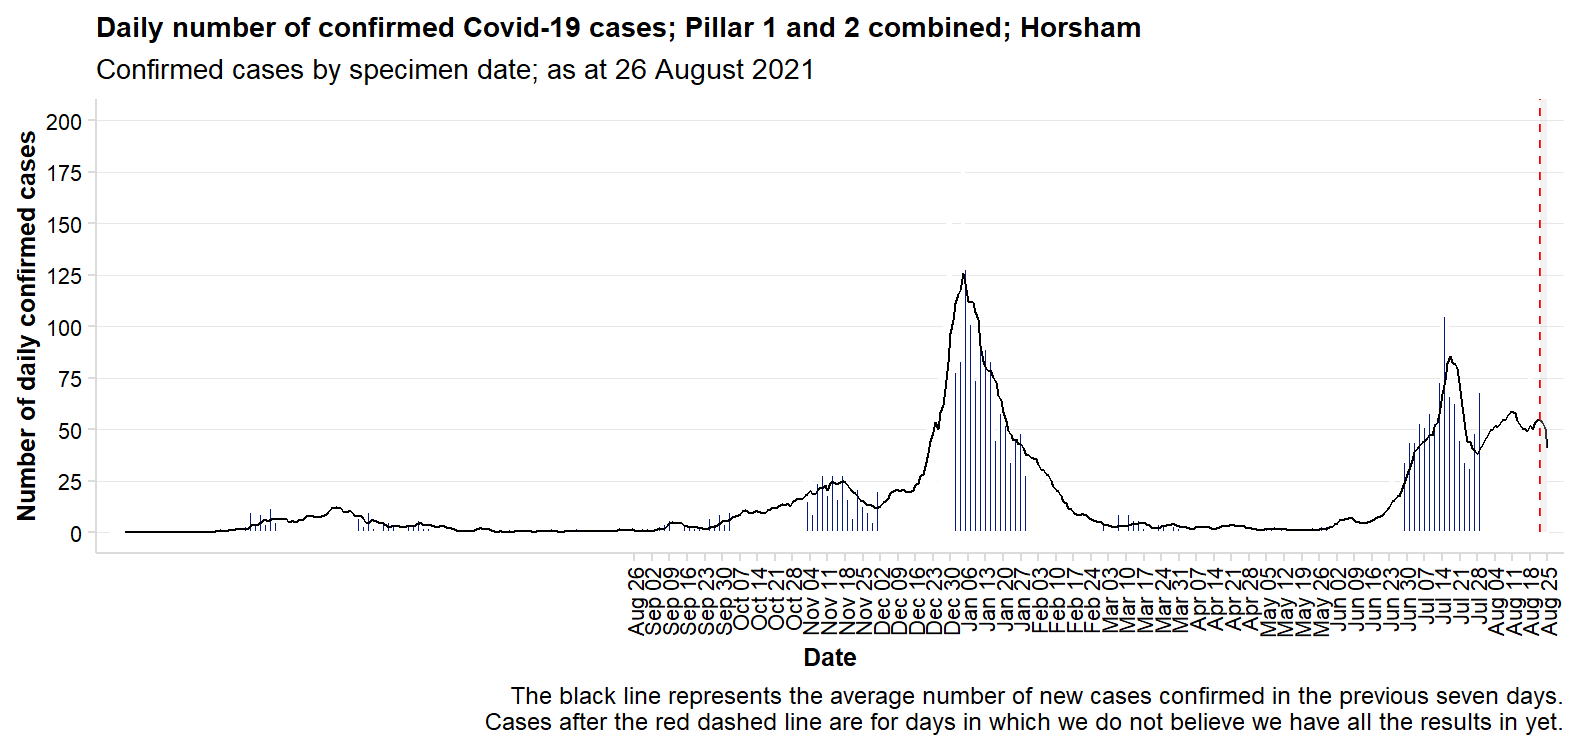 Daily number of confirmed Covid-19 cases; Pillar 1 and 2 combined; Horsham
Confirmed cases by specimen date; as at 26 August 2021
Number of daily confirmed cases
200
175
150
125
100
75
50
25
0
Aug 26
Sep 02
Sep 09
Sep 16
Sep 23
Sep 30
Oct 07
Oct 14
Oct 21
Oct 28
Nov 04
Nov 11
Nov 18
Nov 25
Dec 02
Dec 09
Dec 16
Dec 23
Dec 30
Jan 06
Jan 13
Jan 20
Jan 27
Feb 03
Feb 10
Feb 17
Feb 24
Mar 03
Mar 10
Mar 17
Mar 24
Mar 31
Apr 07
Apr 14
Apr 21
Apr 28
May 05
May 12
May 19
May 26
Jun 02
Jun 09
Jun 16
Jun 23
Jun 30
Jul 07
Jul 14
Jul 21
Jul 28
Aug 04
Aug 11
Aug 18
Aug 25
Date
The black line represents the average number of new cases confirmed in the previous seven days.
Cases after the red dashed line are for days in which we do not believe we have all the results in yet.